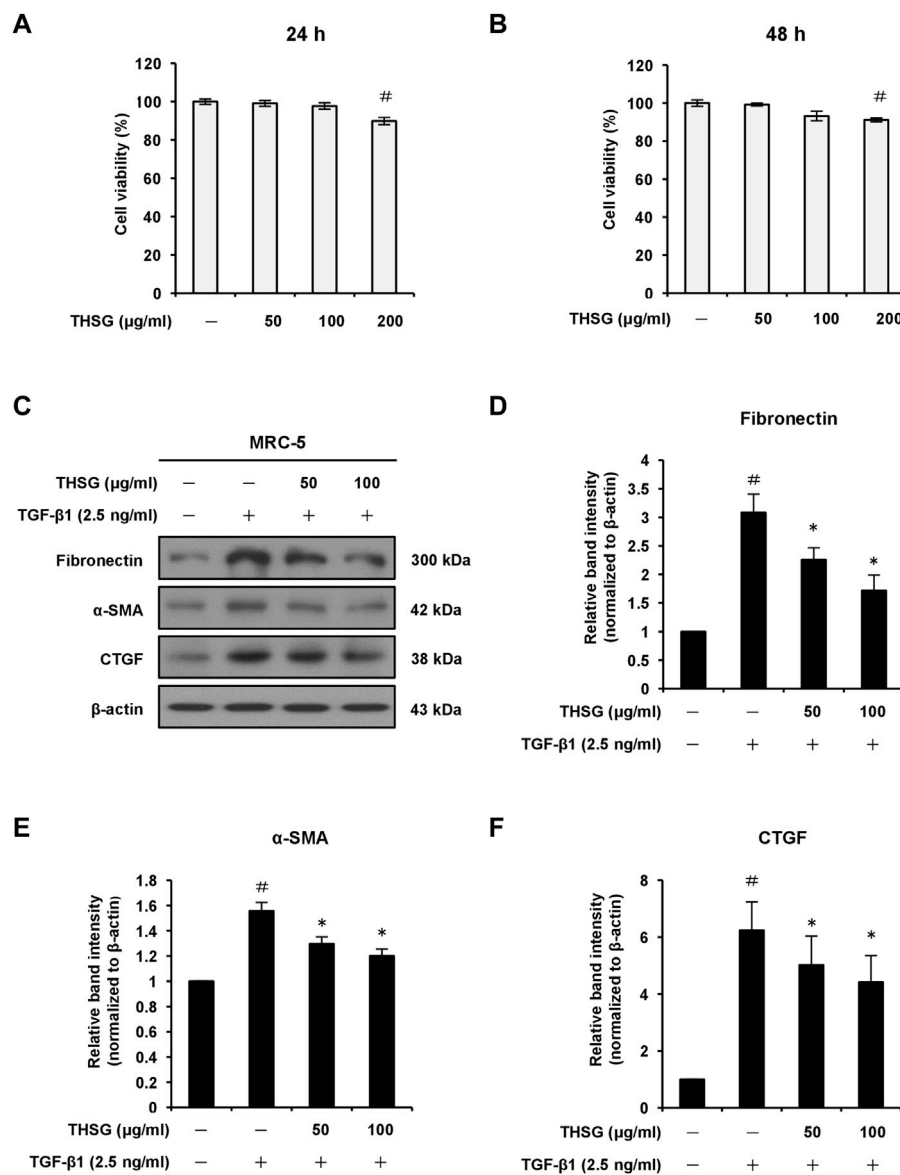 A
24 h
Cell viability (%)
120
100
80
60
40
20
0
#
THSG (µg/ml) – 50 100 200
B
48 h
Cell viability (%)
120
100
80
60
40
20
0
#
THSG (µg/ml) – 50 100 200
C
MRC-5
THSG (µg/ml) – – 50 100
TGF-β1 (2.5 ng/ml) – + + +
Fibronectin 300 kDa
α-SMA 42 kDa
CTGF 38 kDa
β-actin 43 kDa
D
Fibronectin
Relative band intensity
(normalized to β-actin)
4
3.5
3
2.5
2
1.5
1
0.5
0
# * *
THSG (µg/ml) – – 50 100
TGF-β1 (2.5 ng/ml) – + + +
E
α-SMA
Relative band intensity
(normalized to β-actin)
1.8
1.6
1.4
1.2
1
0.8
0.6
0.4
0.2
0
# * *
THSG (µg/ml) – – 50 100
TGF-β1 (2.5 ng/ml) – + + +
F
CTGF
Relative band intensity
(normalized to β-actin)
8
6
4
2
0
# * *
THSG (µg/ml) – – 50 100
TGF-β1 (2.5 ng/ml) – + + +